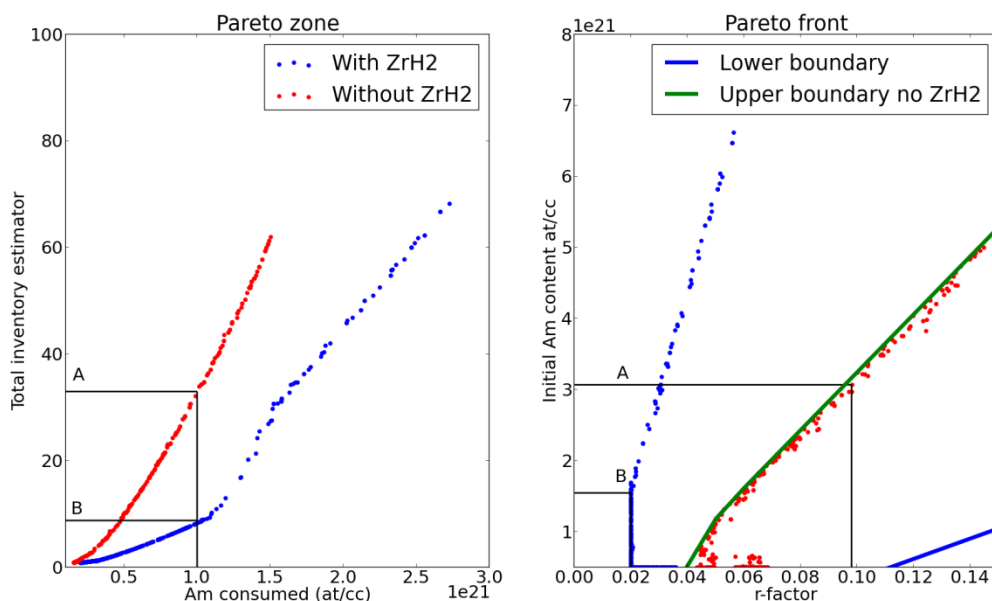 Pareto zone
100
80
60
40
20
0
Total inventory estimator
With ZrH2
Without ZrH2
A
B
0.5
1.0
1.5
2.0
2.5
3.0
1e21
Am consumed (at/cc)
Pareto front
1e21
8
7
6
5
4
3
2
1
Initial Am content at/cc
Lower boundary
Upper boundary no ZrH2
A
B
0.00
0.02
0.04
0.06
0.08
0.10
0.12
0.14
r-factor